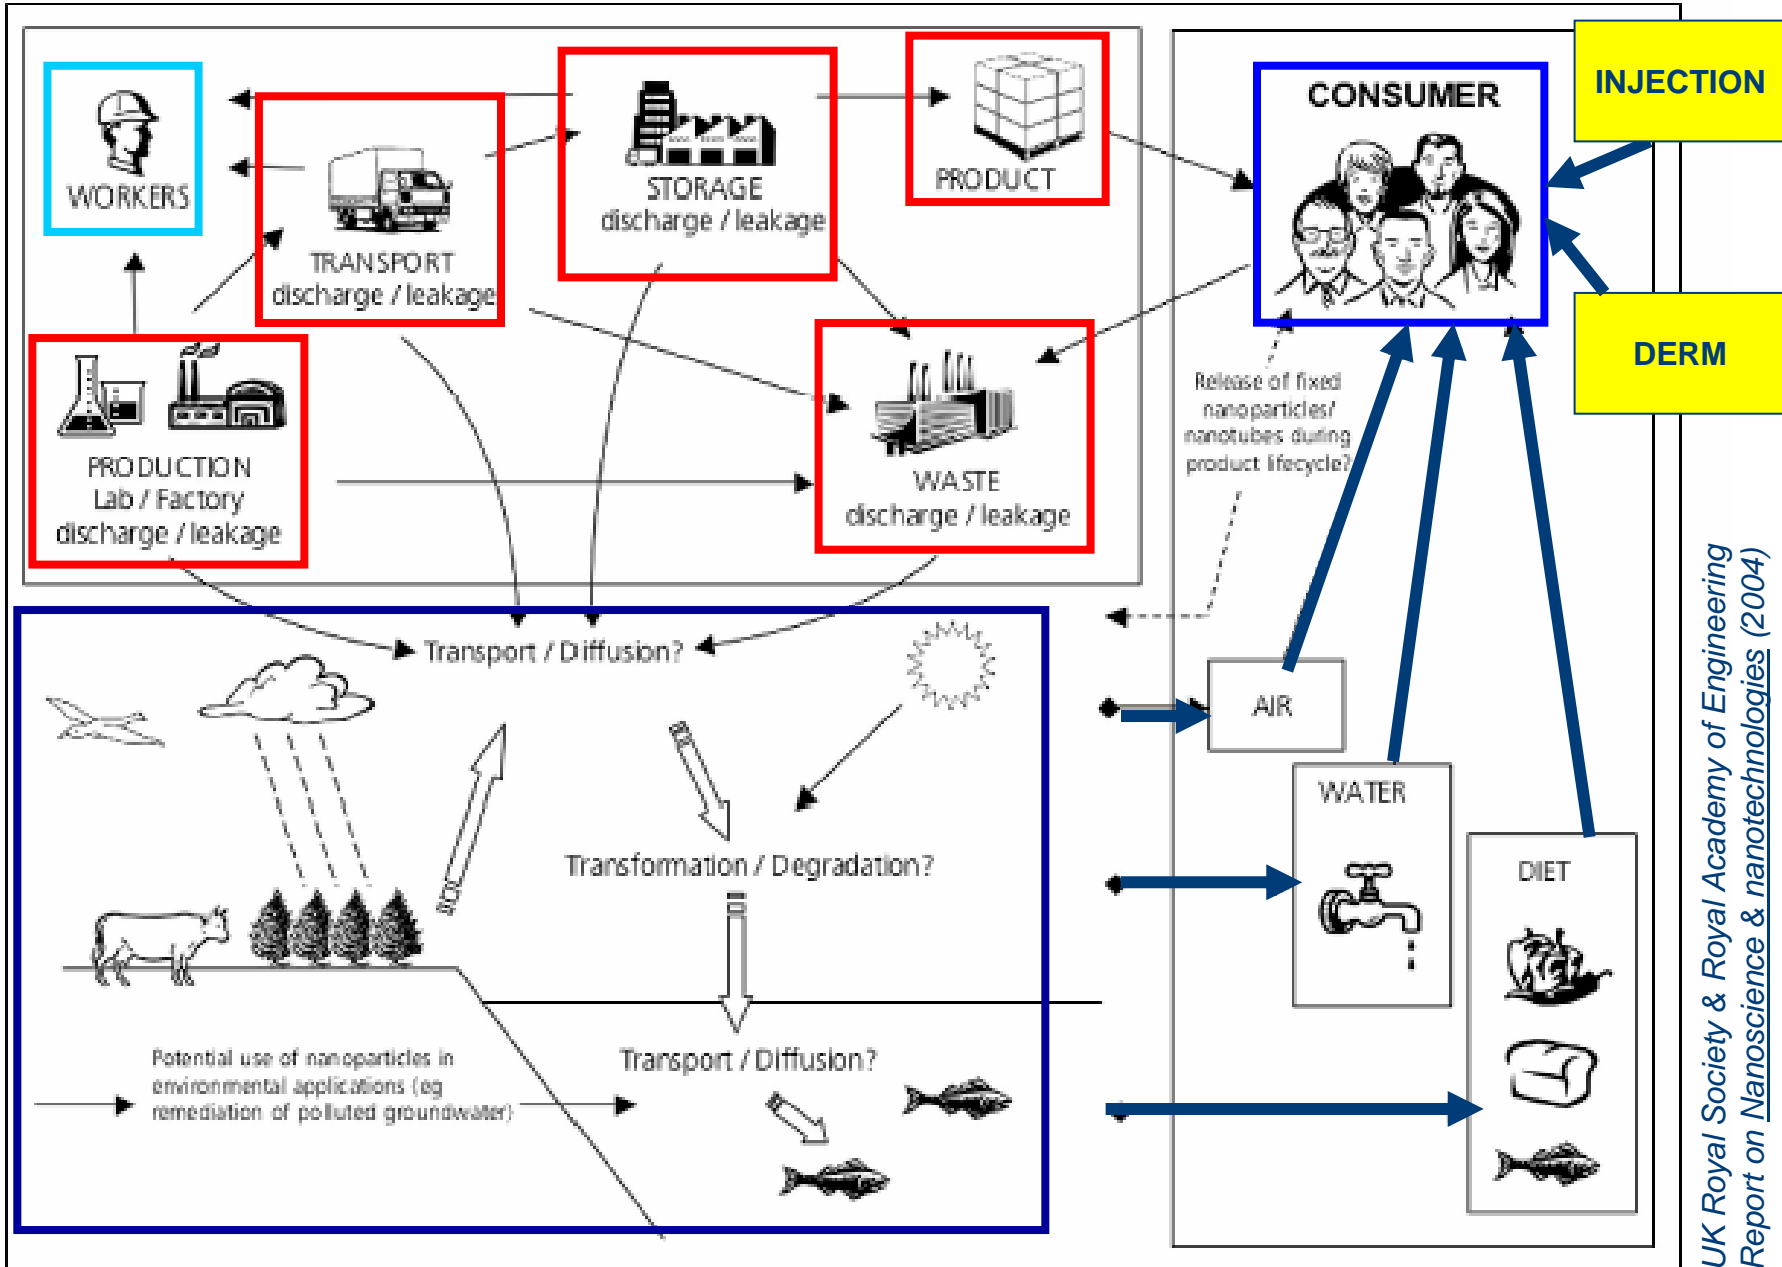 WORKERS
TRANSPORT
discharge / leakage
STORAGE
discharge / leakage
PRODUCT
CONSUMER
INJECTION
DERM
PRODUCTION
Lab / Factory
discharge / leakage
WASTE
discharge / leakage
Release of fixed
nanoparticles/
nanotubes during
product lifecycle?
Transport / Diffusion?
Transformation / Degradation?
Transport / Diffusion?
Potential use of nanoparticles in
environmental applications (eg
remediation of polluted groundwater)
AIR
WATER
DIET
UK Royal Society & Royal Academy of Engineering
Report on Nanoscience & nanotechnologies (2004)